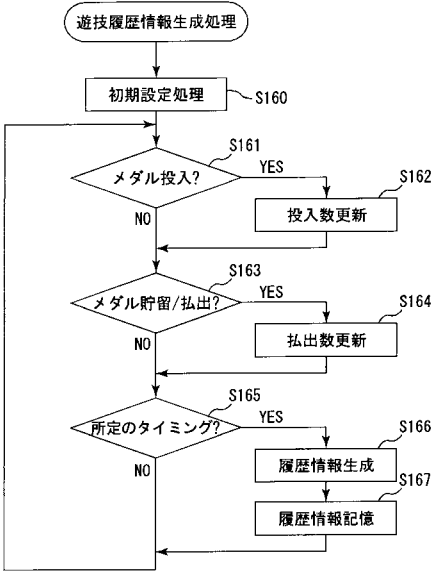 遊技履歴情報生成処理
初期設定処理
S160
S161
メダル投入?
YES
S162
投入数更新
NO
S163
メダル貯留/払出?
YES
S164
払出数更新
NO
S165
所定のタイミング?
YES
S166
履歴情報生成
NO
S167
履歴情報記憶